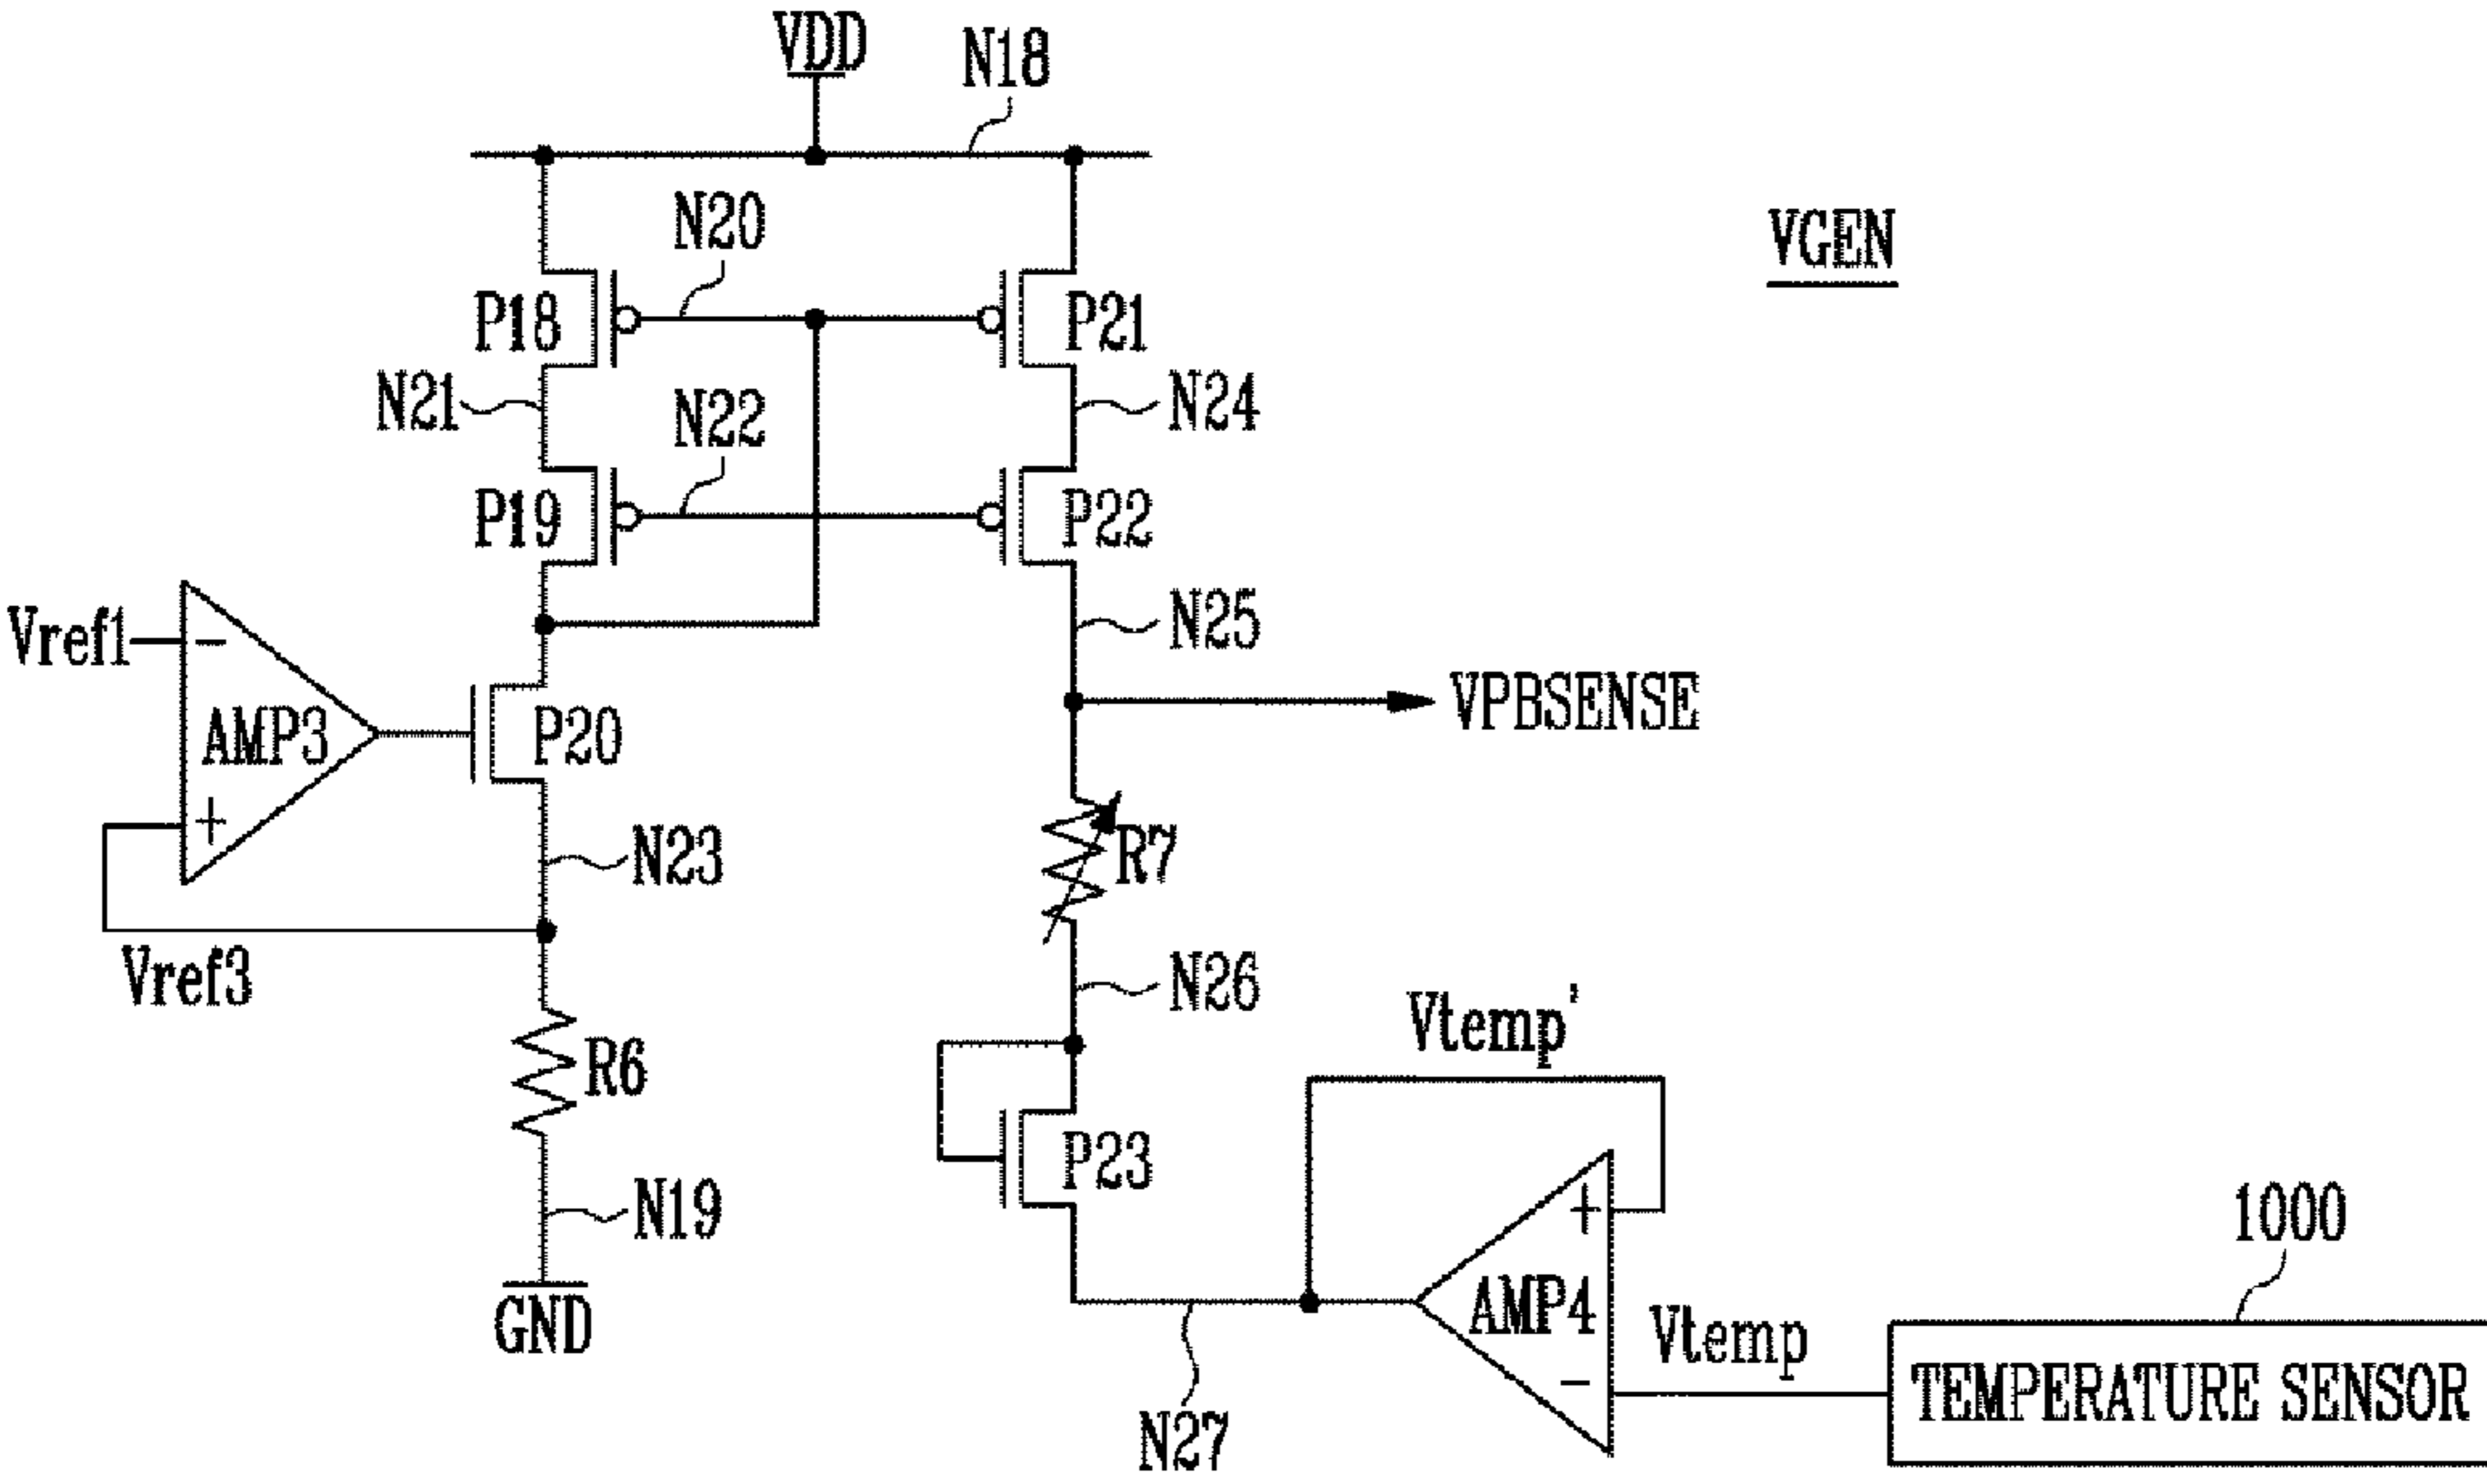 VDD
N18
N20
VGEN
P18
P21
N21
N22
N24
P19
P22
Vref1
-
N25
AMP3
P20
VPBSENSE
+
N23
R7
Vref3
N26
Vtemp'
R6
P23
N19
+
1000
GND
AMP4
Vtemp
-
TEMPERATURE SENSOR
N27